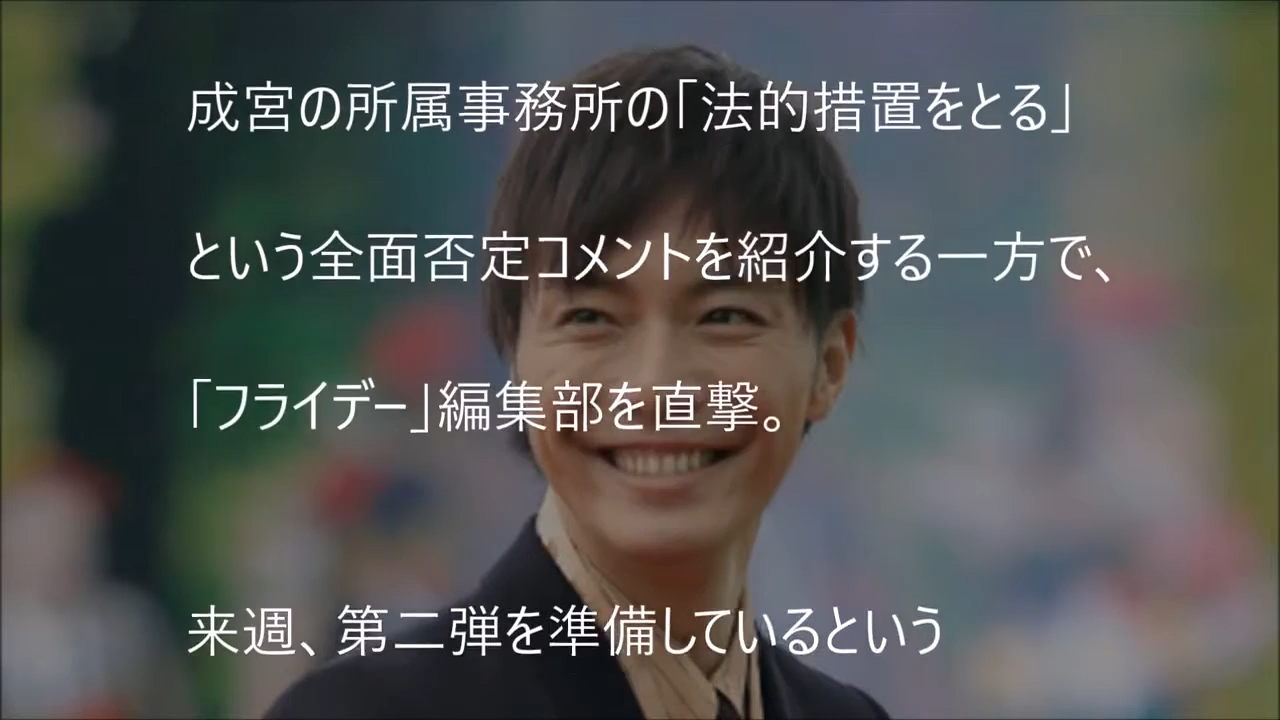 成宮の所属事務所の「法的措置をとる」
という全面否定コメントを紹介する一方で、
「フライデー」編集部を直撃。
来週、第二弾を準備しているという